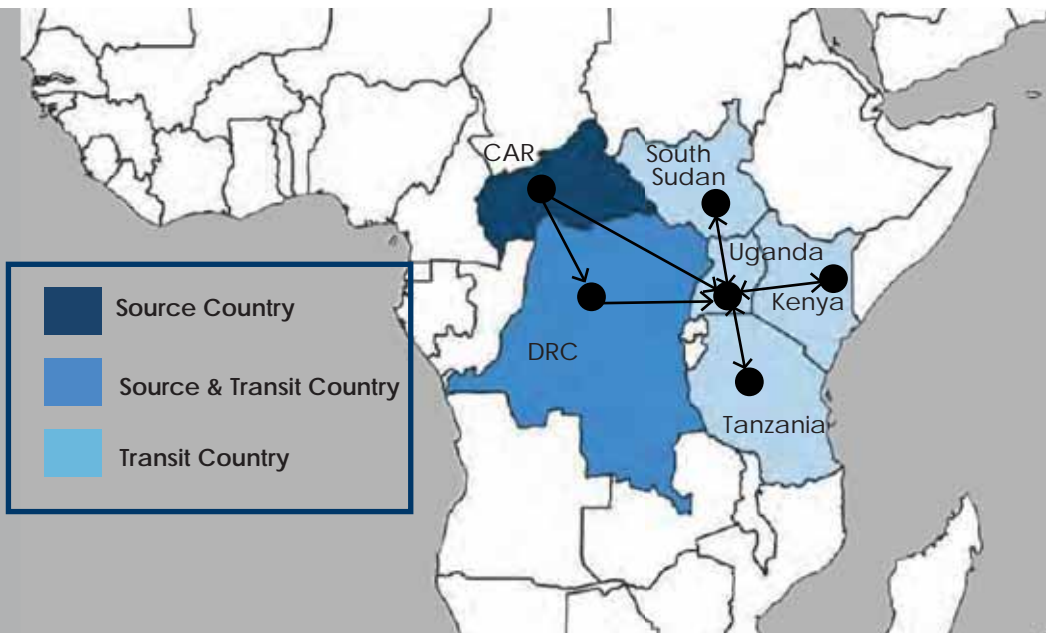 CAR
South
Sudan
Uganda
Kenya
DRC
Tanzania
Source Country
Source & Transit Country
Transit Country